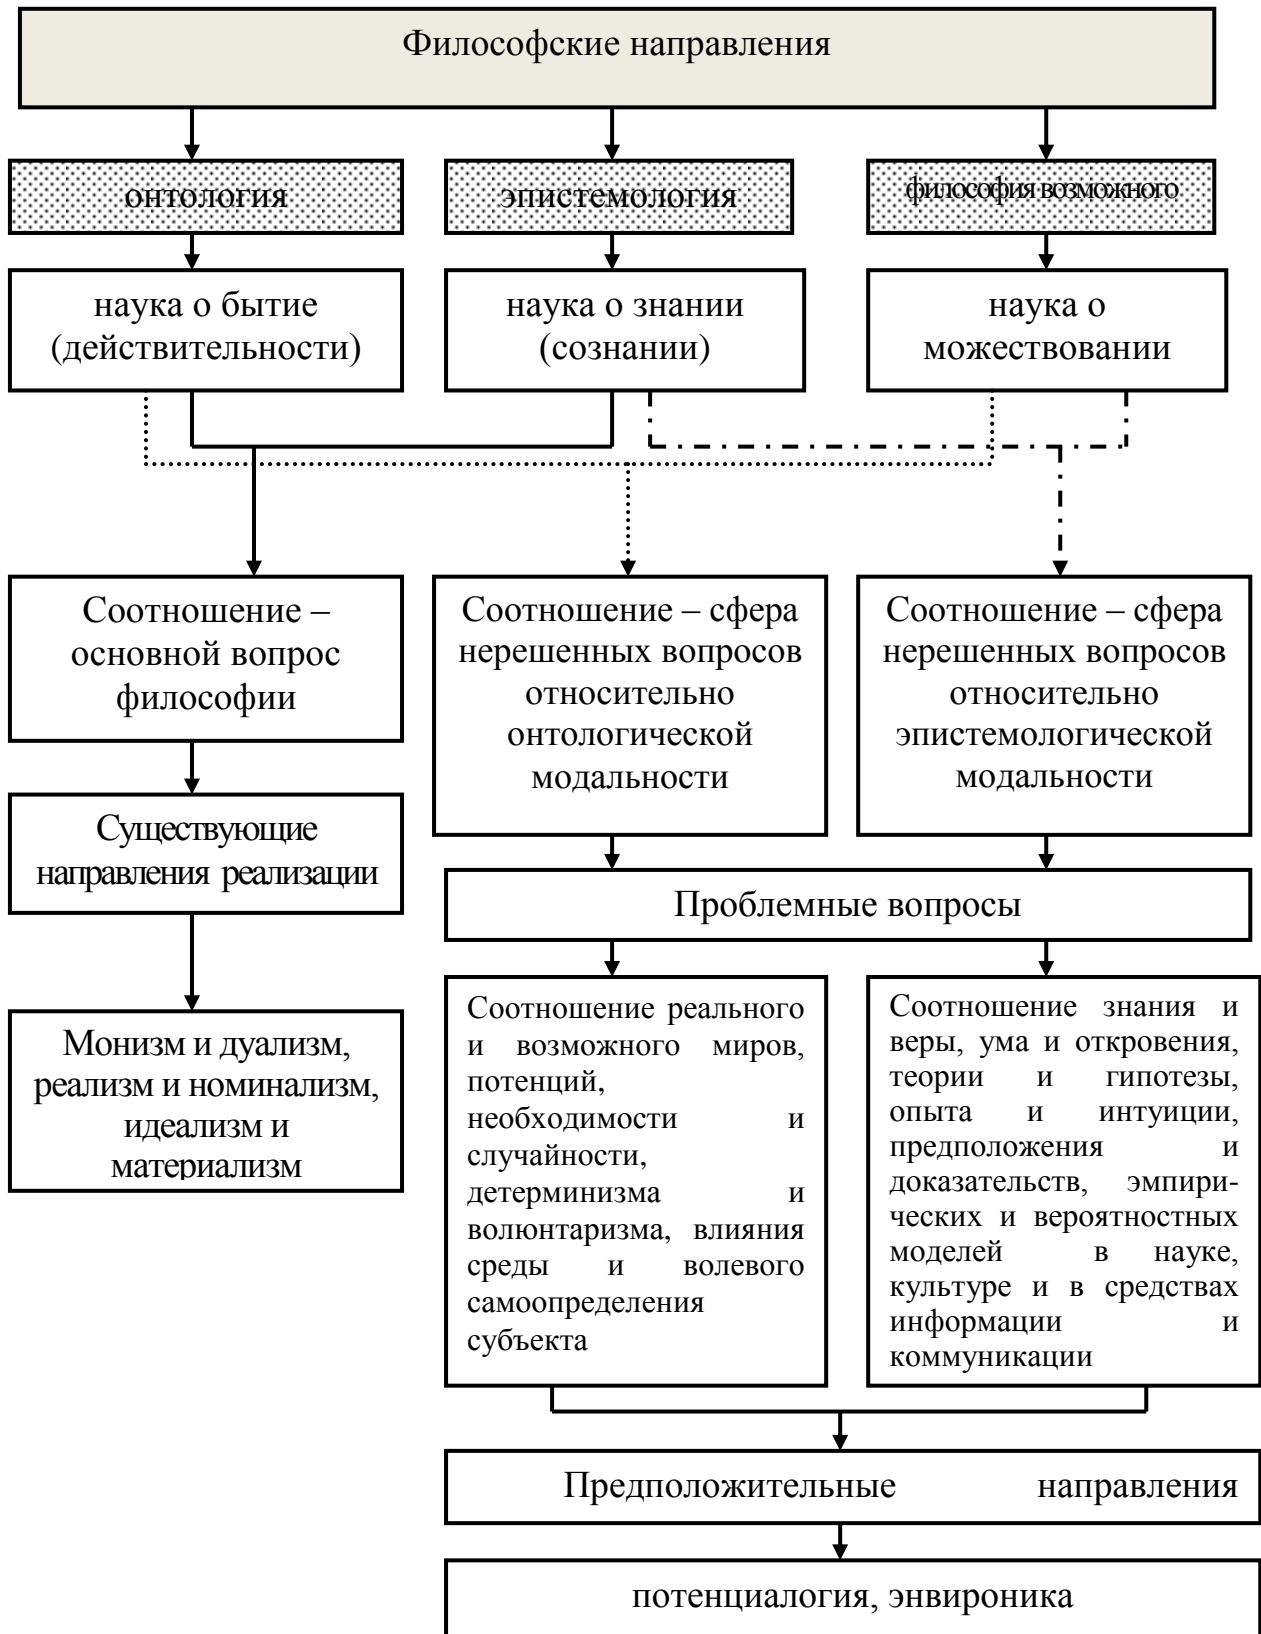 Философские направления
онтология
эпистемология
философия возможного
наука о бытие
(действительности)
наука о знании
(сознании)
наука о
можествовании
Соотношение –
основной вопрос
философии
Соотношение – сфера
нерешенных вопросов
относительно
онтологической
модальности
Соотношение – сфера
нерешенных вопросов
относительно
эпистемологической
модальности
Существующие
направления реализации
Проблемные вопросы
Монизм и дуализм,
реализм и номинализм,
идеализм и
материализм
Соотношение реального
и возможного миров,
потенций,
необходимости и
случайности,
детерминизма и
волюнтаризма, влияния
среды и волевого
самоопределения
субъекта
Соотношение знания и
веры, ума и откровения,
теории и гипотезы,
опыта и интуиции,
предположения и
доказательств, эмпири-
ческих и вероятностных
моделей в науке,
культуре и в средствах
информации и
коммуникации
Предположительные направления
потенциалогия, энвироника